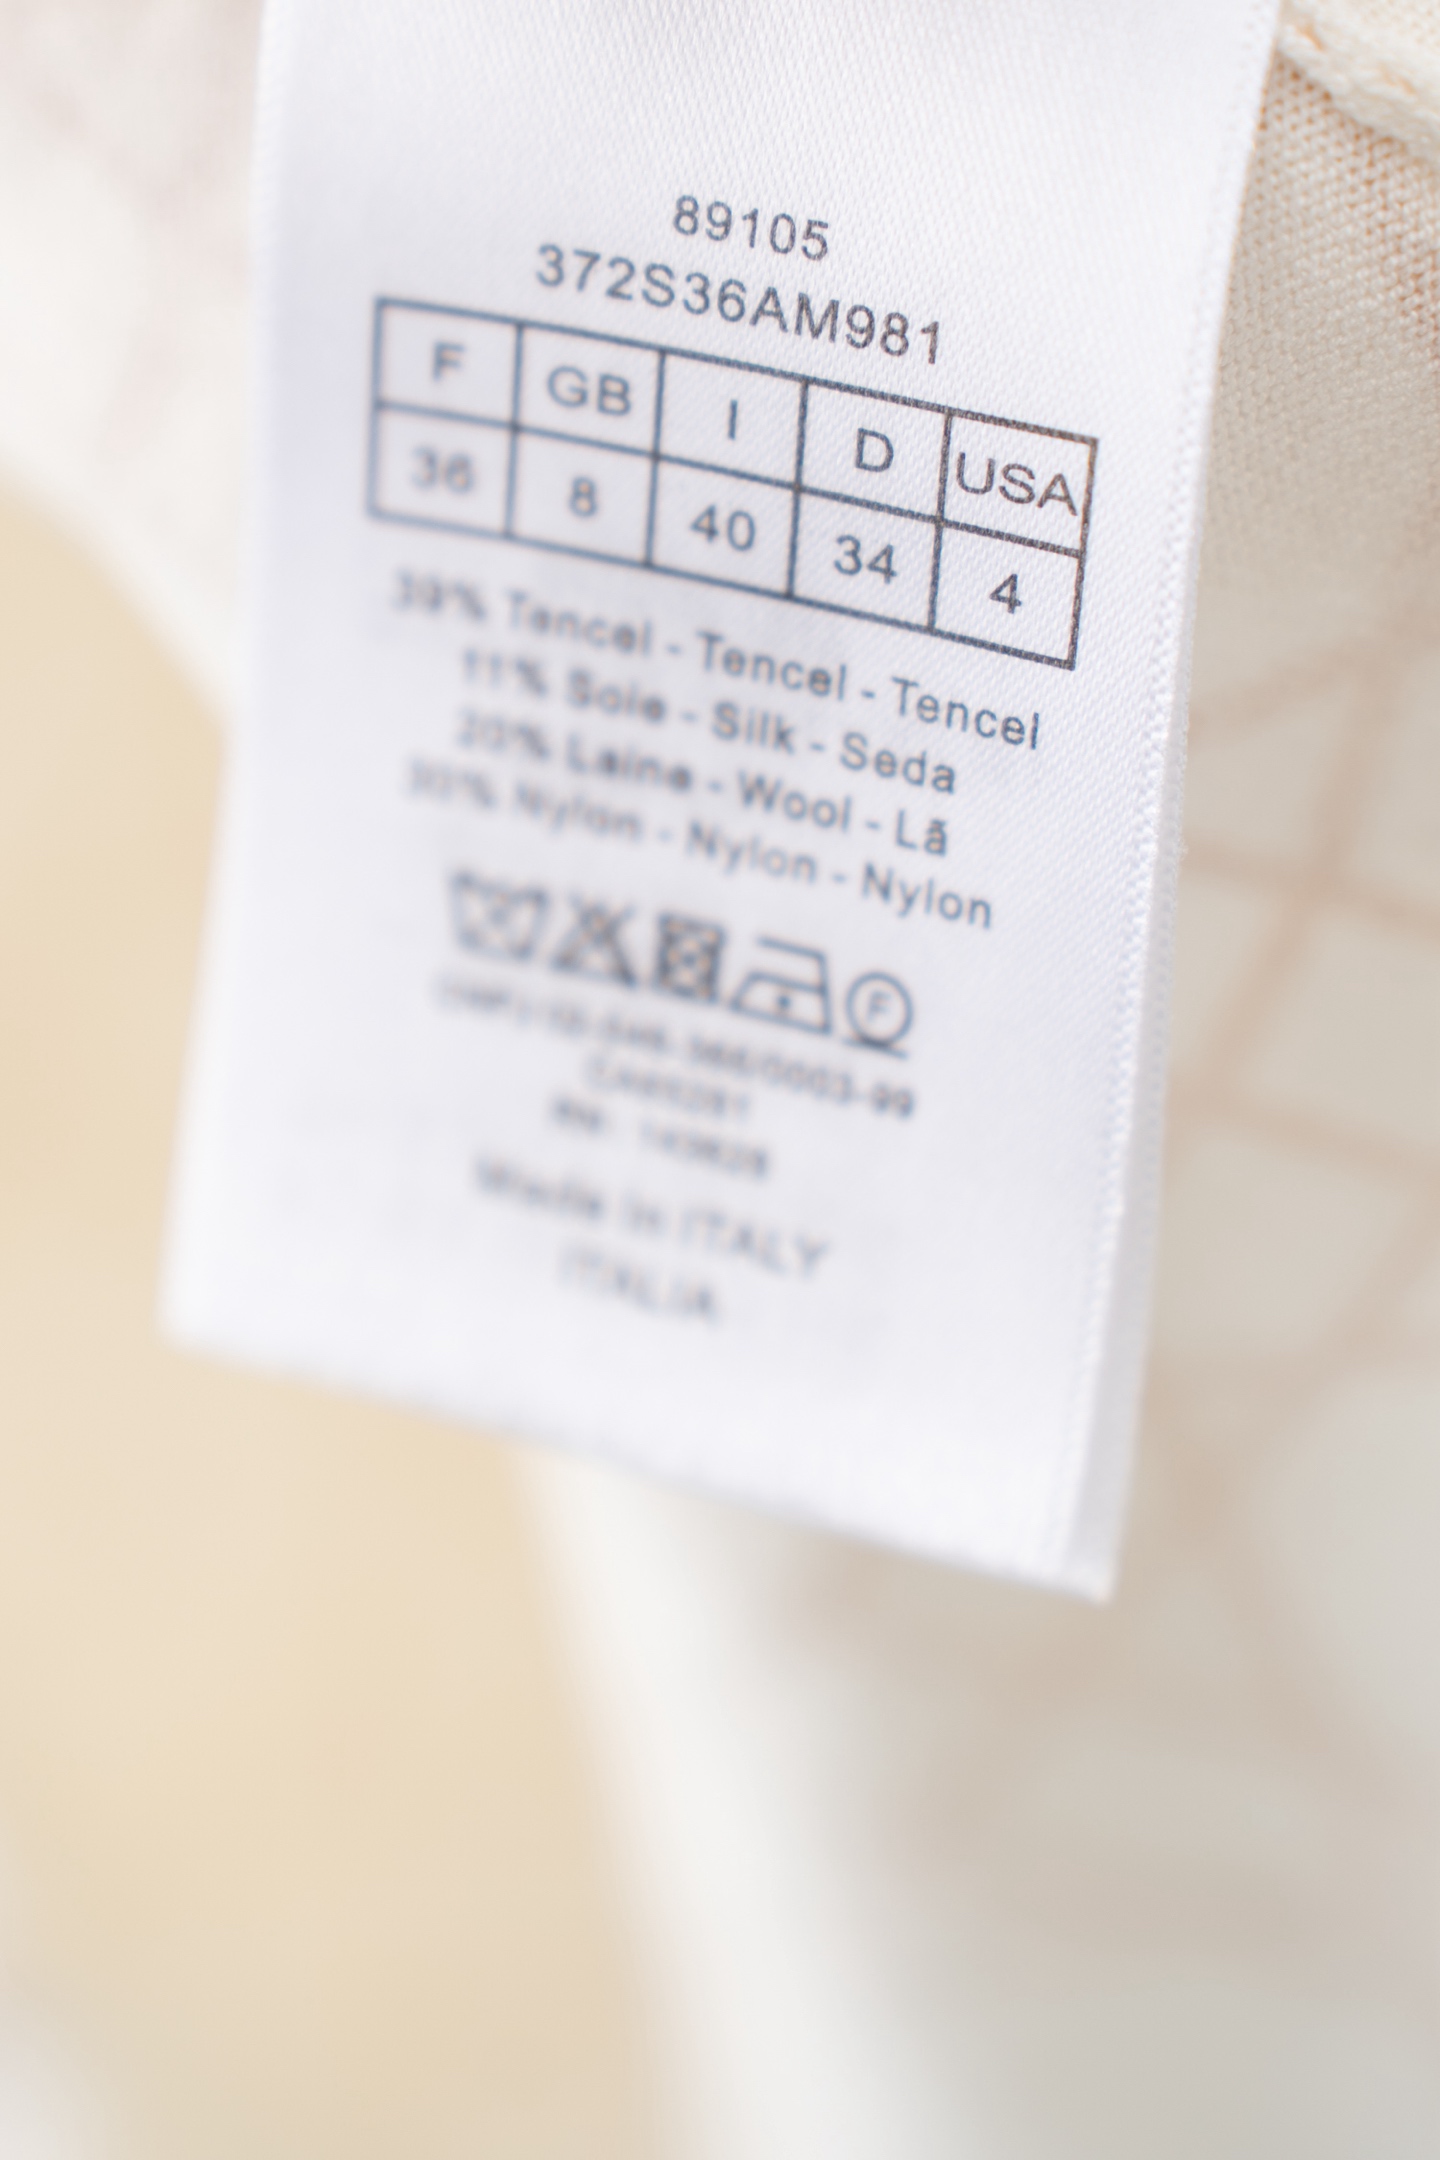 89105
372S36AM981
F GB I D USA
36 8 40 34 4
39% Tencel - Tencel - Tencel
11% Soie - Silk - Seda
20% Laine - Wool - Lã
30% Nylon - Nylon - Nylon
F
Made in ITALY
ITALIA